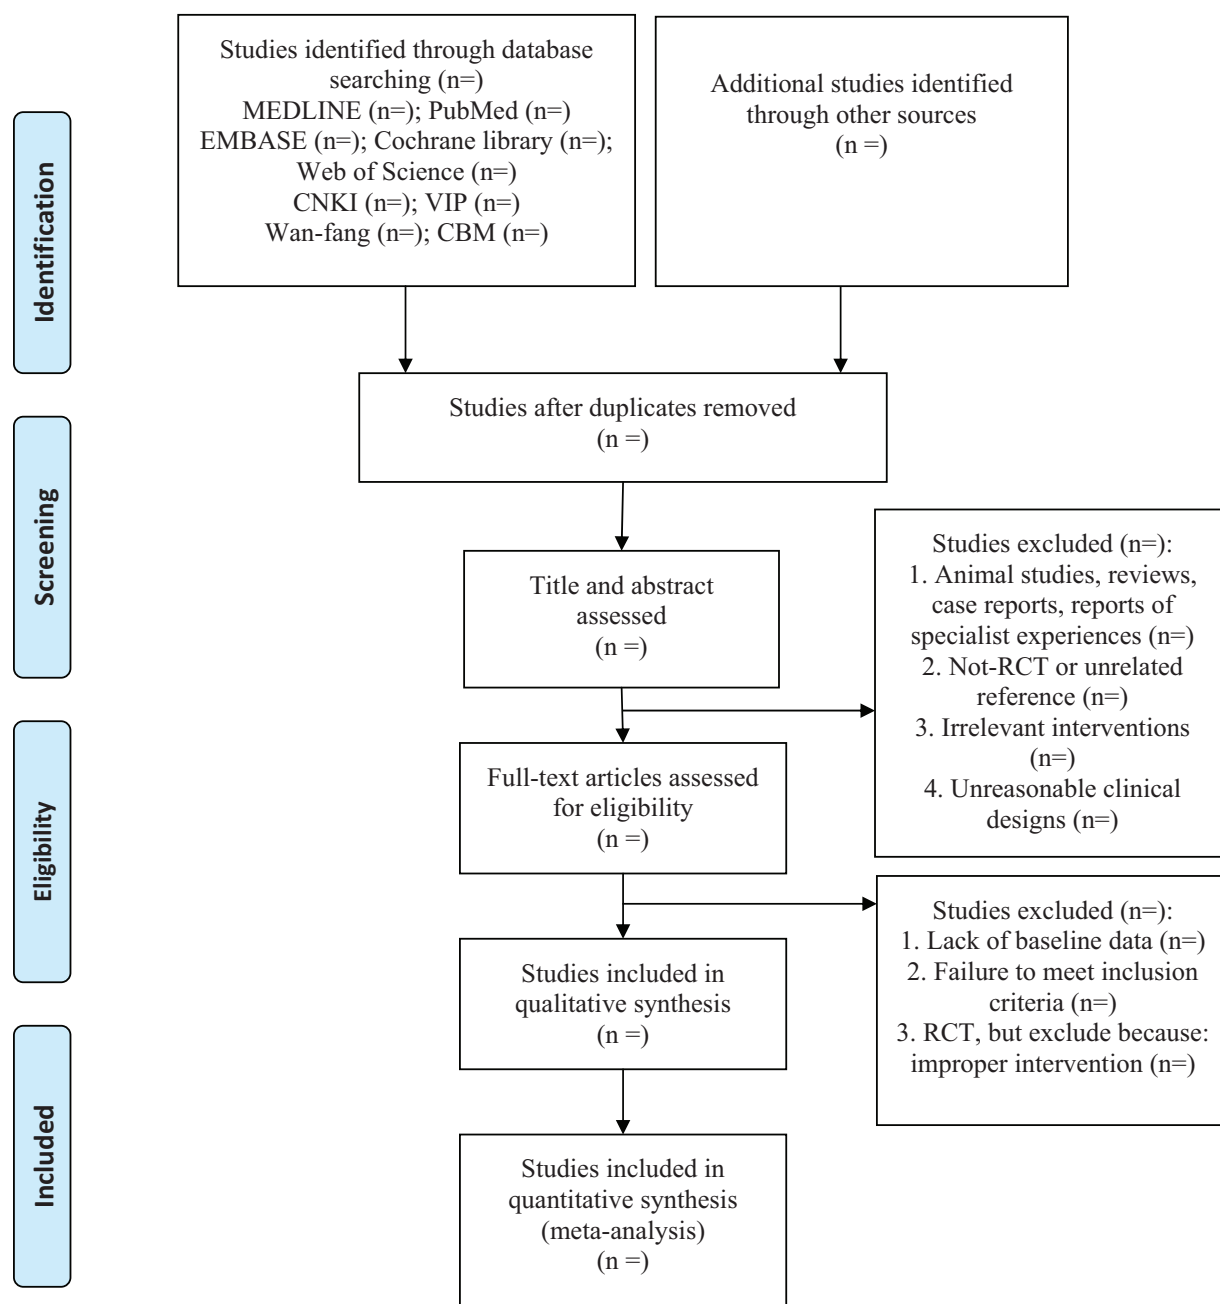 Identification
Studies identified through database
searching (n=)
MEDLINE (n=); PubMed (n=)
EMBASE (n=); Cochrane library (n=);
Web of Science (n=)
CNKI (n=); VIP (n=)
Wan-fang (n=); CBM (n=)
Additional studies identified
through other sources
(n =)
Studies after duplicates removed
(n =)
Screening
Title and abstract
assessed
(n =)
Studies excluded (n=):
1. Animal studies, reviews,
case reports, reports of
specialist experiences (n=)
2. Not-RCT or unrelated
reference (n=)
3. Irrelevant interventions
(n=)
4. Unreasonable clinical
designs (n=)
Eligibility
Full-text articles assessed
for eligibility
(n =)
Studies excluded (n=):
1. Lack of baseline data (n=)
2. Failure to meet inclusion
criteria (n=)
3. RCT, but exclude because:
improper intervention (n=)
Studies included in
qualitative synthesis
(n =)
Included
Studies included in
quantitative synthesis
(meta-analysis)
(n =)